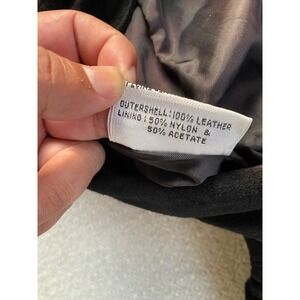 OUTERSHELL:100% LEATHER
LINING: 50% NYLON &
50% ACETATE